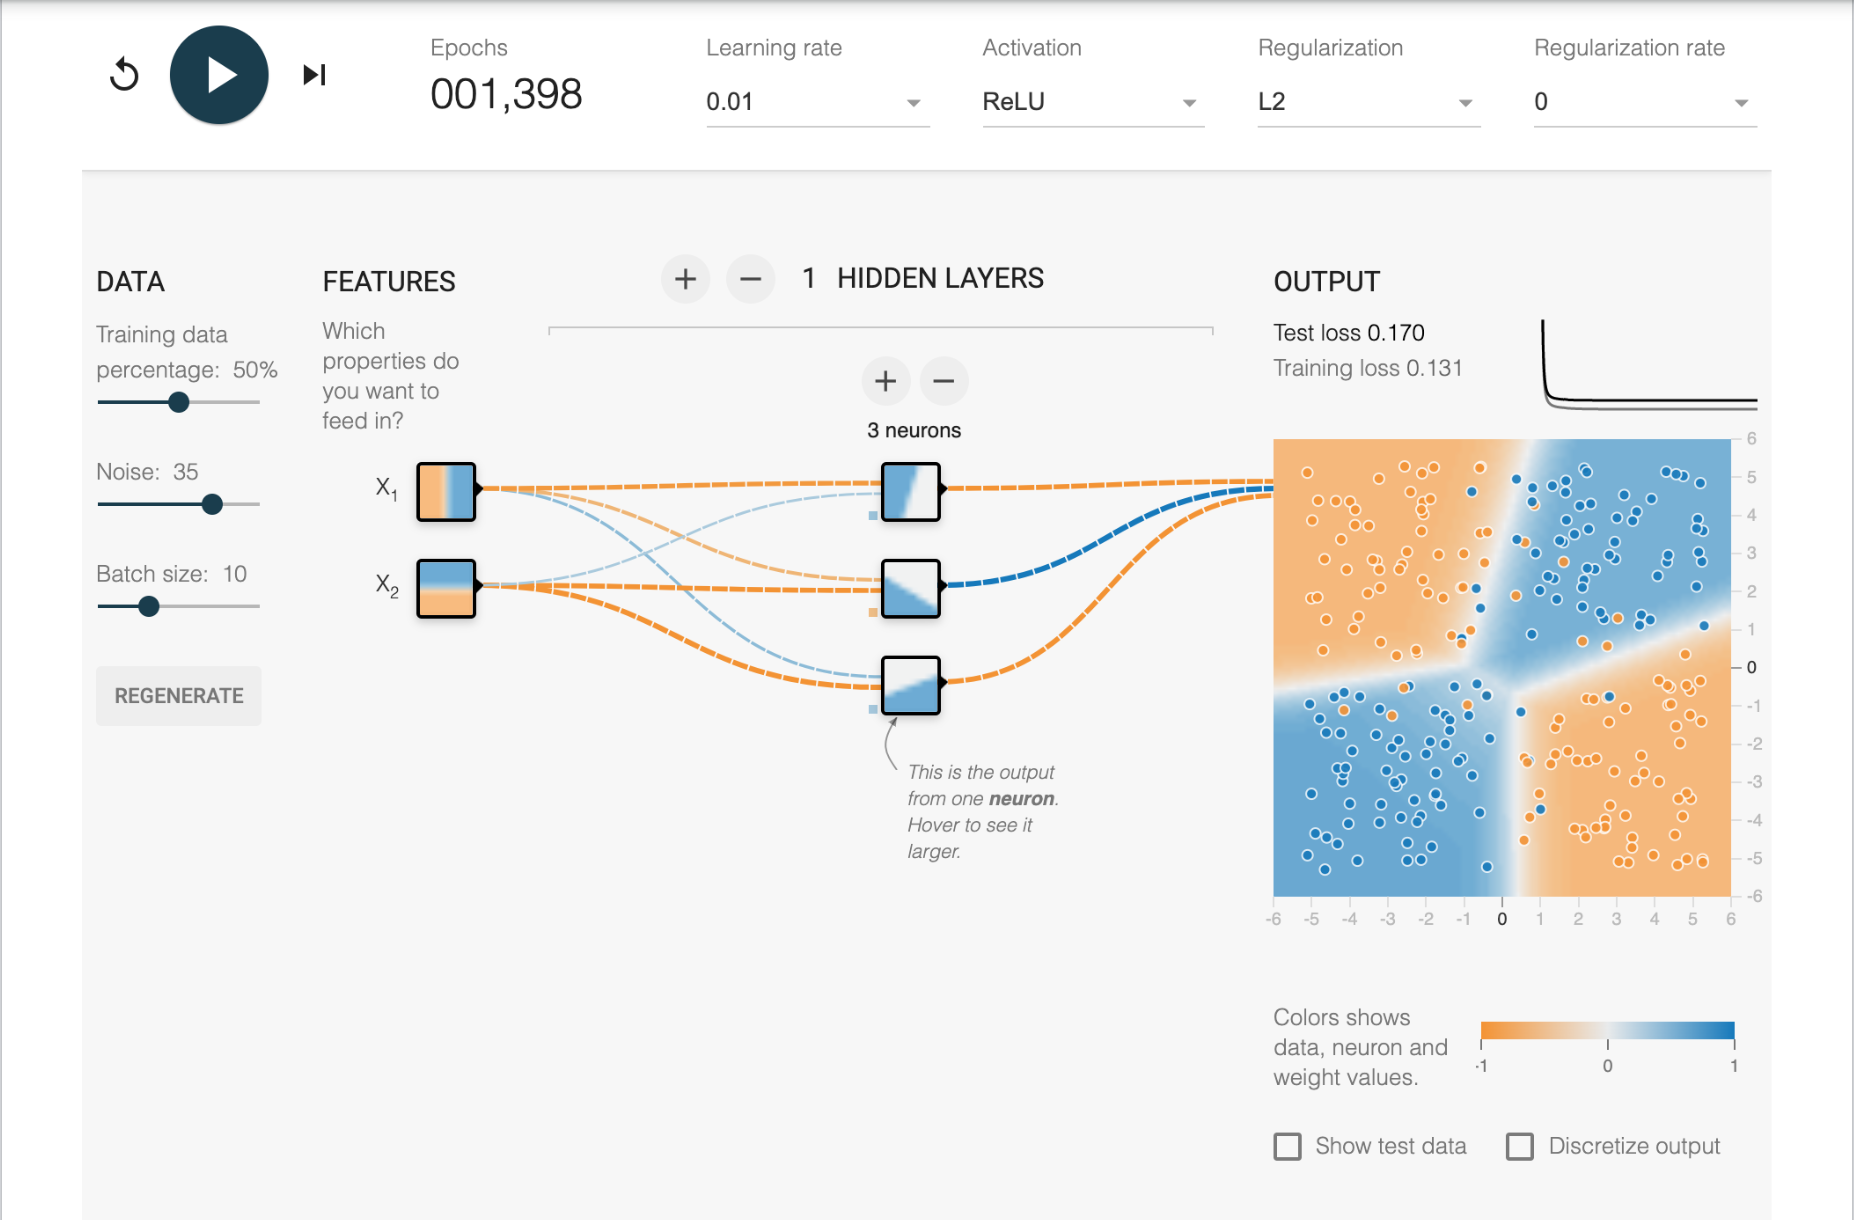 Epochs
001,398
Learning rate
0.01
Activation
ReLU
Regularization
L2
Regularization rate
0
DATA
Training data
percentage: 50%
Noise: 35
Batch size: 10
REGENERATE
FEATURES
Which
properties do
you want to
feed in?
X1
X2
+ − 1 HIDDEN LAYERS
+ −
3 neurons
This is the output
from one neuron.
Hover to see it
larger.
OUTPUT
Test loss 0.170
Training loss 0.131
6
5
4
3
2
1
0
-1
-2
-3
-4
-5
-6
-6 -5 -4 -3 -2 -1 0 1 2 3 4 5 6
Colors shows
data, neuron and
weight values.
-1 0 1
Show test data
Discretize output